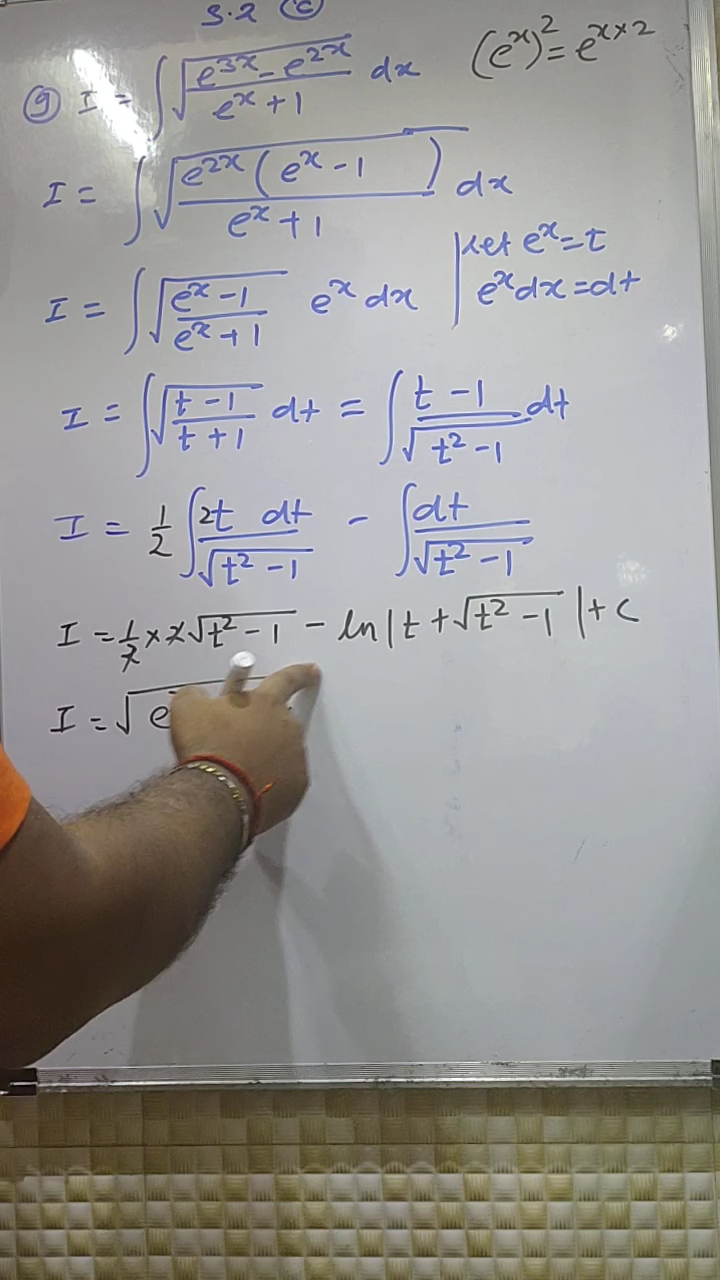 3.2 (c)
(e^x)^2 = e^{x×2}
(9) I = ∫ √((e^{3x} - e^{2x})/(e^x + 1)) dx
I = ∫ √((e^{2x} (e^x - 1))/(e^x + 1)) dx
I = ∫ √((e^x - 1)/(e^x + 1)) e^x dx
let e^x = t
e^x dx = dt
I = ∫ √((t - 1)/(t + 1)) dt = ∫ (t - 1)/√(t^2 - 1) dt
I = 1/2 ∫ (2t dt)/√(t^2 - 1) - ∫ dt/√(t^2 - 1)
I = 1/2 × 2√(t^2 - 1) - ln|t + √(t^2 - 1)| + c
I = √e